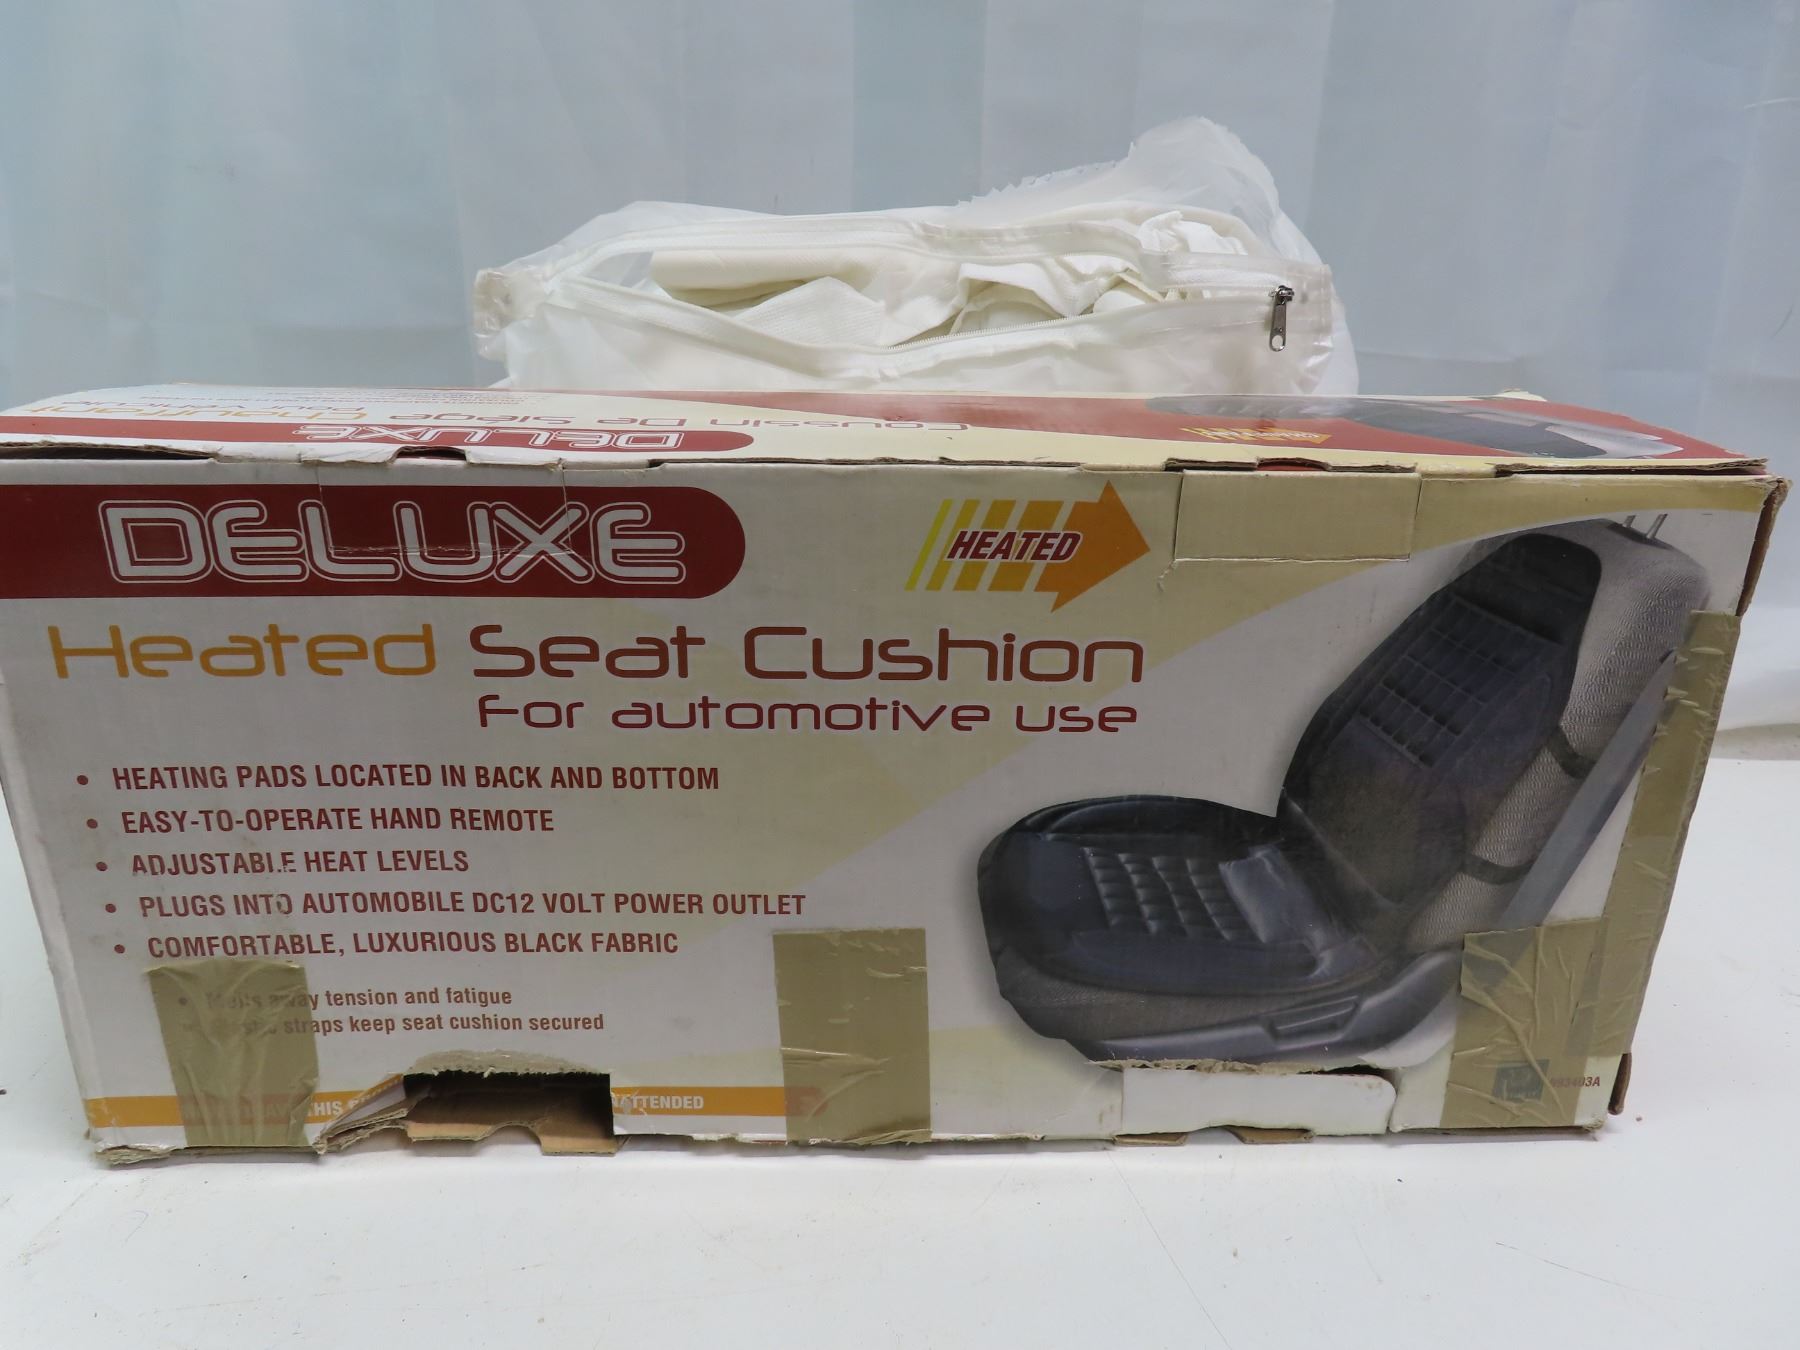 Coussin De Siège Chauffant
DELUXE
DELUXE
HEATED
Heated Seat Cushion
For automotive use
• HEATING PADS LOCATED IN BACK AND BOTTOM
• EASY-TO-OPERATE HAND REMOTE
• ADJUSTABLE HEAT LEVELS
• PLUGS INTO AUTOMOBILE DC12 VOLT POWER OUTLET
• COMFORTABLE, LUXURIOUS BLACK FABRIC
• Melts away tension and fatigue
straps keep seat cushion secured
THIS